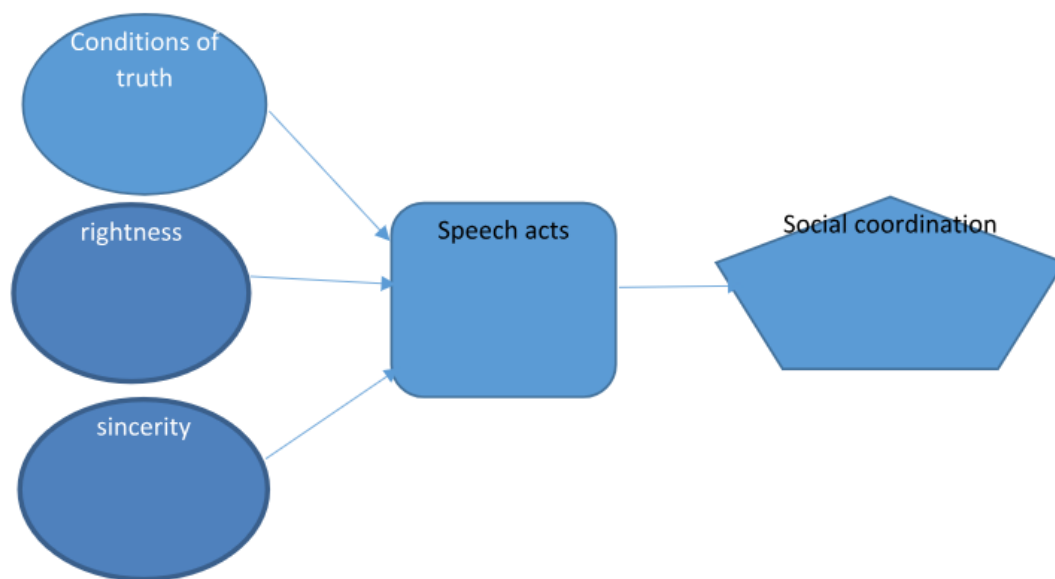 Conditions of
truth
rightness
sincerity
Speech acts
Social coordination